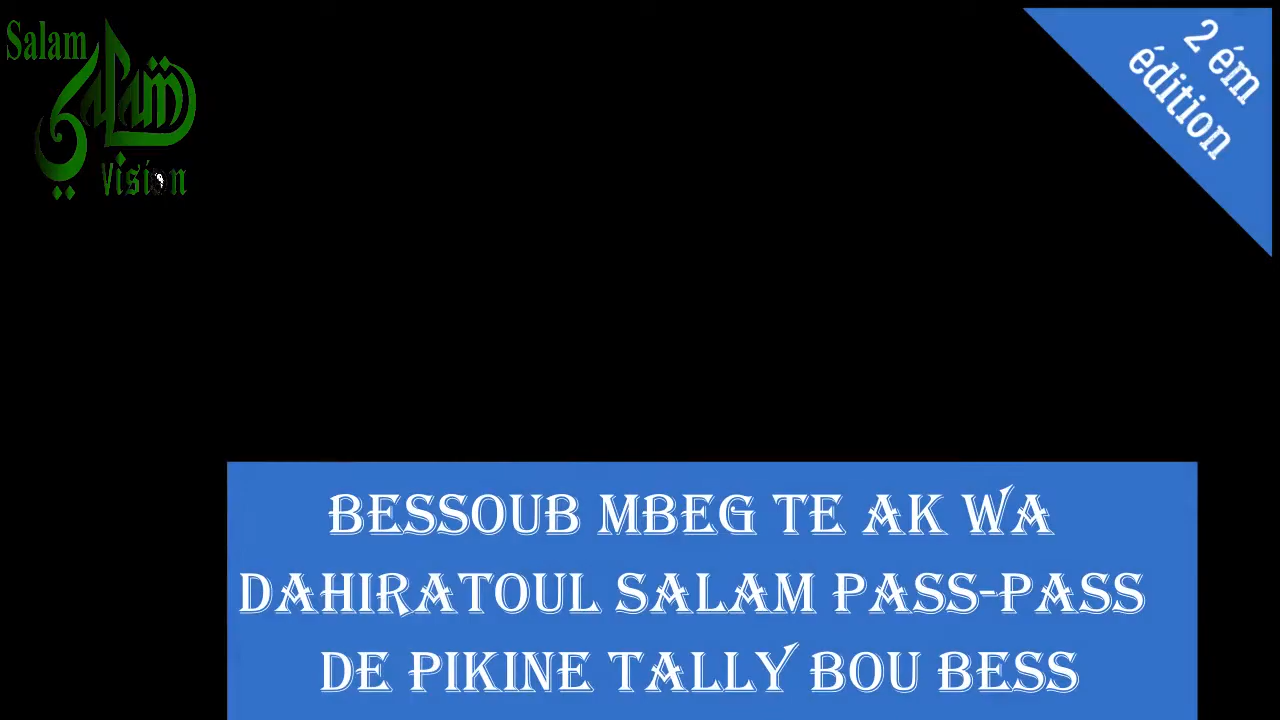 Salam
Vision
2 ém
édition
BESSOUB MBEG TE AK WA
DAHIRATOUL SALAM PASS-PASS
DE PIKINE TALLY BOU BESS